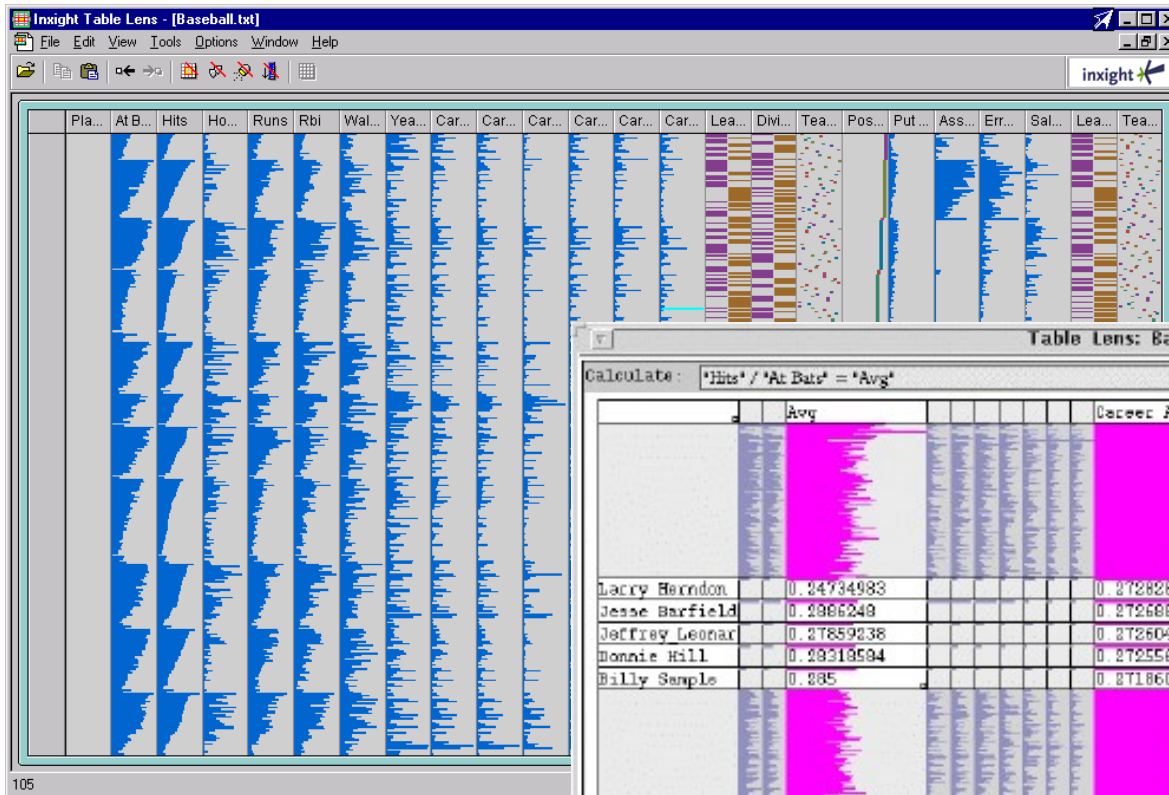 Inxight Table Lens - [Baseball.txt]
File Edit View Tools Options Window Help
inxight
Pla... At B... Hits Ho... Runs Rbi Wal... Yea... Car... Car... Car... Car... Car... Car... Lea... Divi... Tea... Pos... Put ... Ass... Err... Sal... Lea... Tea...
Table Lens: Ba
Calculate: "Hits" / "At Bats" = "Avg"
Avg Career A
Larry Herndon 0.24734983 0.272828
Jesse Barfield 0.2886248 0.272688
Jeffrey Leonar 0.27859238 0.272604
Donnie Hill 0.28318584 0.272556
Billy Sample 0.285 0.271860
105